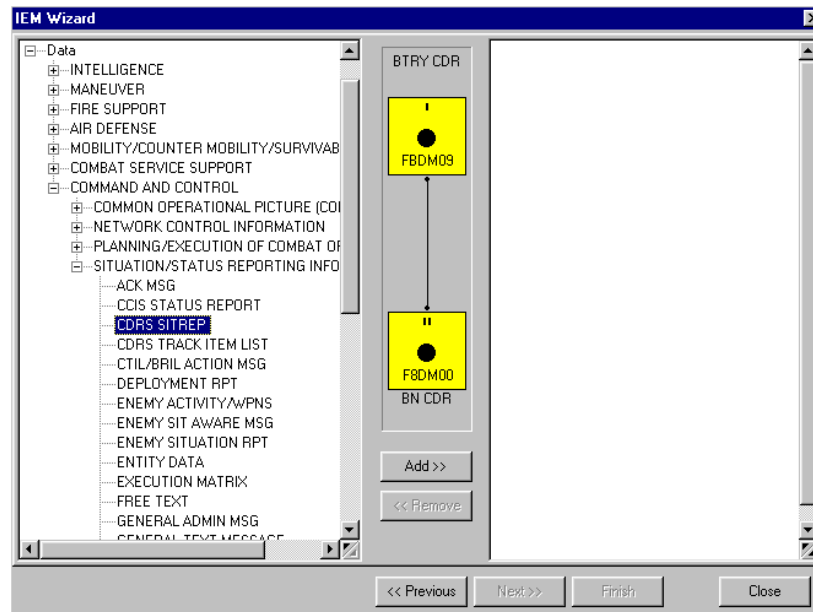 IEM Wizard
Data
INTELLIGENCE
MANEUVER
FIRE SUPPORT
AIR DEFENSE
MOBILITY/COUNTER MOBILITY/SURVIVAB
COMBAT SERVICE SUPPORT
COMMAND AND CONTROL
COMMON OPERATIONAL PICTURE (COI
NETWORK CONTROL INFORMATION
PLANNING/EXECUTION OF COMBAT OF
SITUATION/STATUS REPORTING INFO
ACK MSG
CCIS STATUS REPORT
CDRS SITREP
CDRS TRACK ITEM LIST
CTIL/BRIL ACTION MSG
DEPLOYMENT RPT
ENEMY ACTIVITY/WPNS
ENEMY SIT AWARE MSG
ENEMY SITUATION RPT
ENTITY DATA
EXECUTION MATRIX
FREE TEXT
GENERAL ADMIN MSG
GENERAL TEXT MESSAGE
BTRY CDR
I
FBDM09
II
F8DM00
BN CDR
Add >>
<< Remove
<< Previous
Next >>
Finish
Close